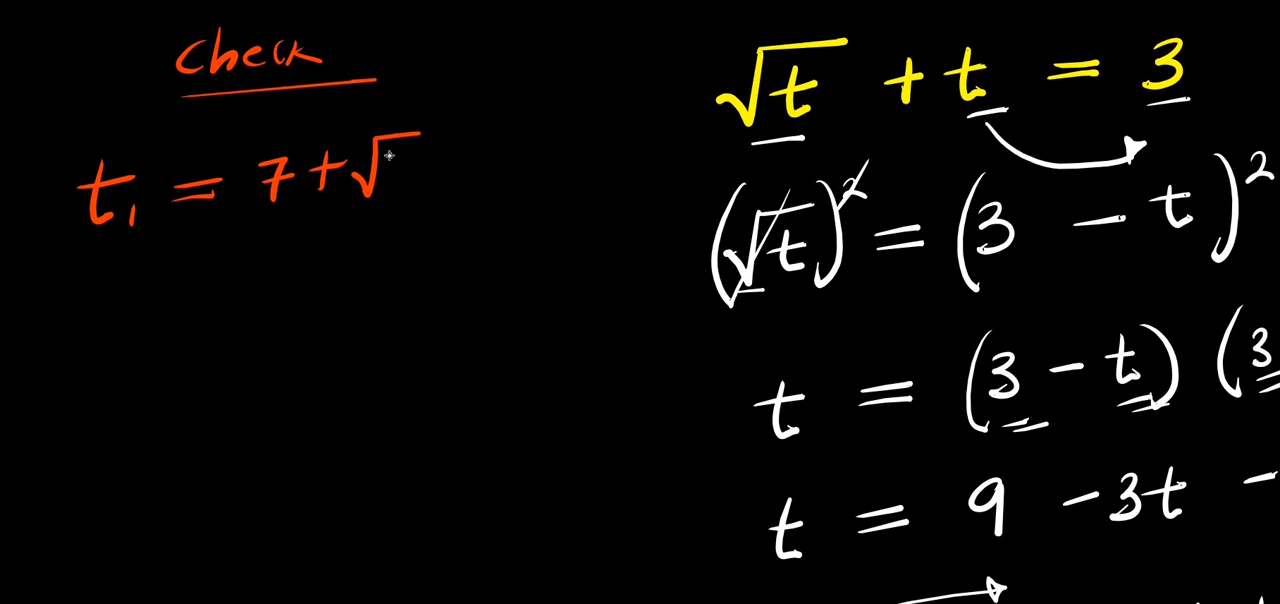 Check
t₁ = 7 + √
√t + t = 3
(√t)² = (3 - t)²
t = (3 - t) (3
t = 9 - 3t -